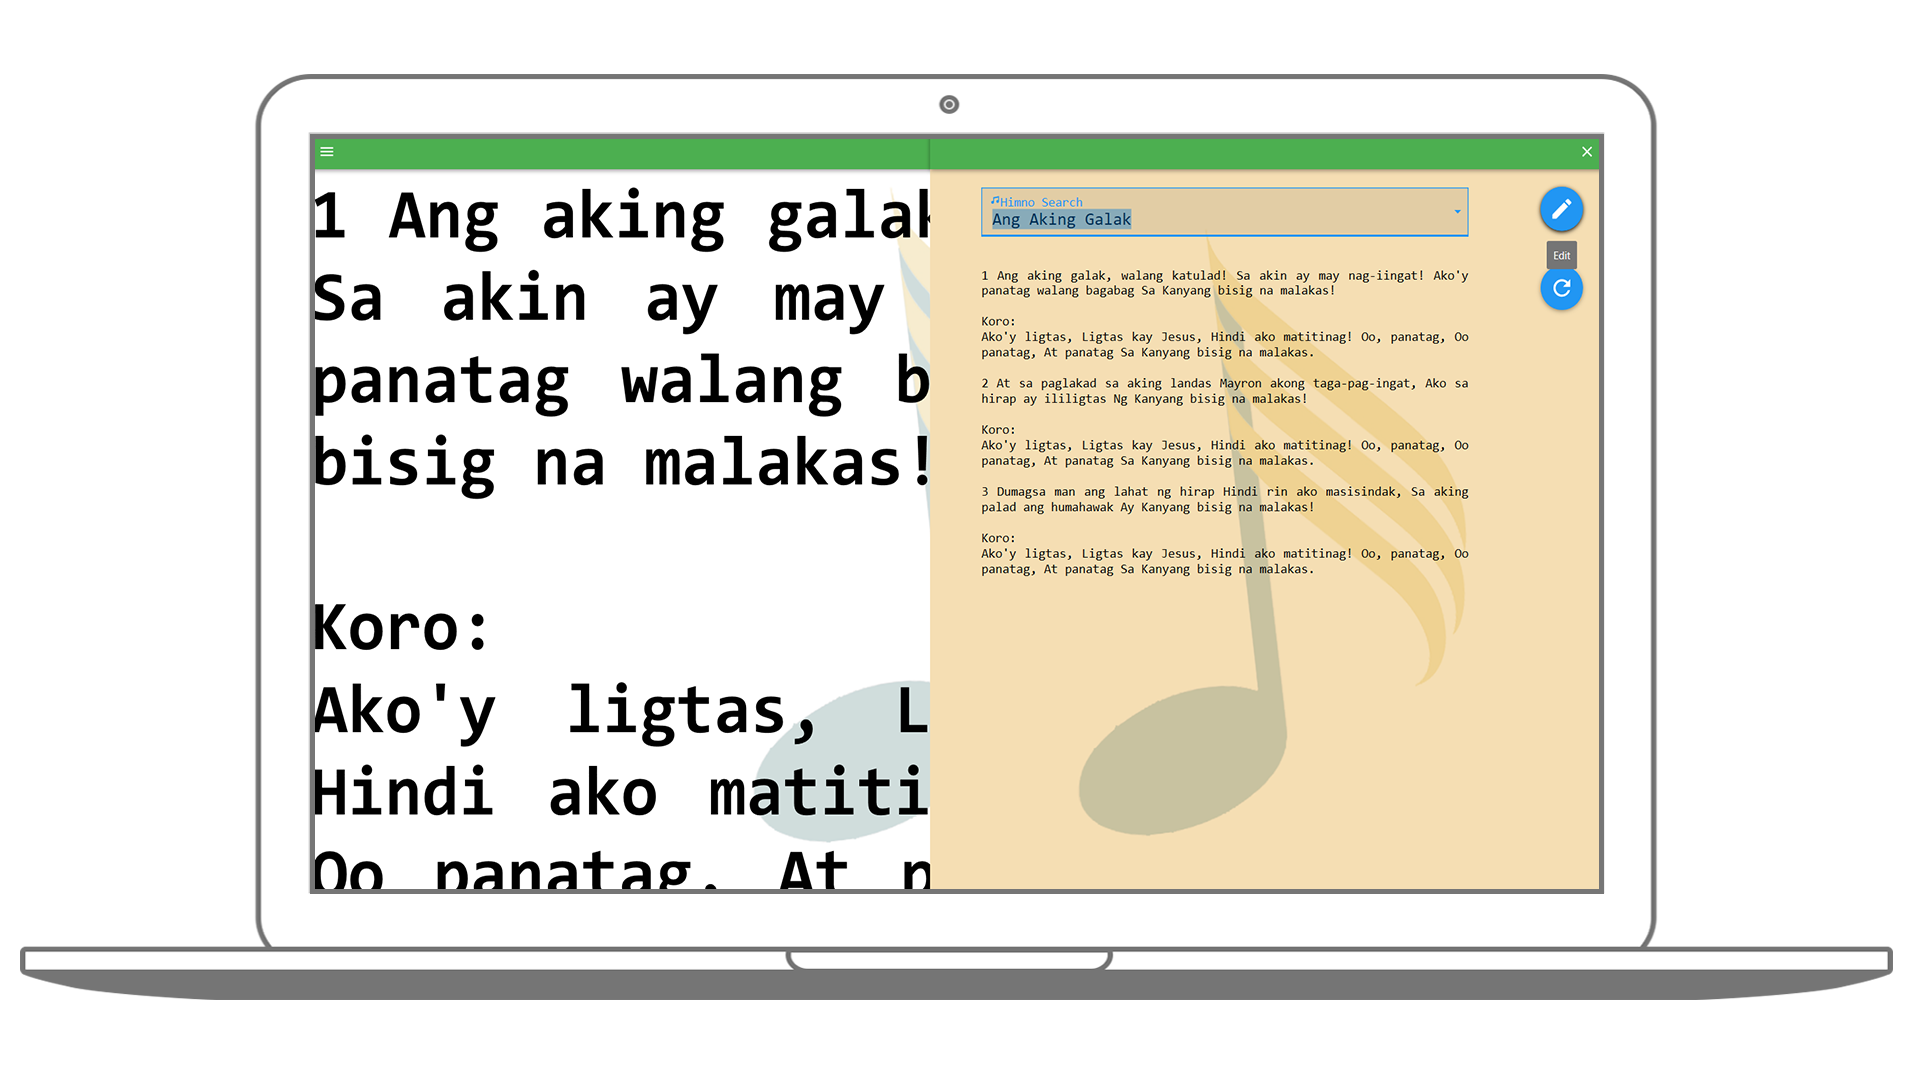 1 Ang aking galak
Sa akin ay may
panatag walang b
bisig na malakas!
Koro:
Ako'y ligtas, L
Hindi ako matiti
Oo panatag, At p
Himno Search
Ang Aking Galak
Edit
1 Ang aking galak, walang katulad! Sa akin ay may nag-iingat! Ako'y
panatag walang bagabag Sa Kanyang bisig na malakas!
Koro:
Ako'y ligtas, Ligtas kay Jesus, Hindi ako matitinag! Oo, panatag, Oo
panatag, At panatag Sa Kanyang bisig na malakas.
2 At sa paglakad sa aking landas Mayron akong taga-pag-ingat, Ako sa
hirap ay ililigtas Ng Kanyang bisig na malakas!
Koro:
Ako'y ligtas, Ligtas kay Jesus, Hindi ako matitinag! Oo, panatag, Oo
panatag, At panatag Sa Kanyang bisig na malakas.
3 Dumagsa man ang lahat ng hirap Hindi rin ako masisindak, Sa aking
palad ang humahawak Ay Kanyang bisig na malakas!
Koro:
Ako'y ligtas, Ligtas kay Jesus, Hindi ako matitinag! Oo, panatag, Oo
panatag, At panatag Sa Kanyang bisig na malakas.